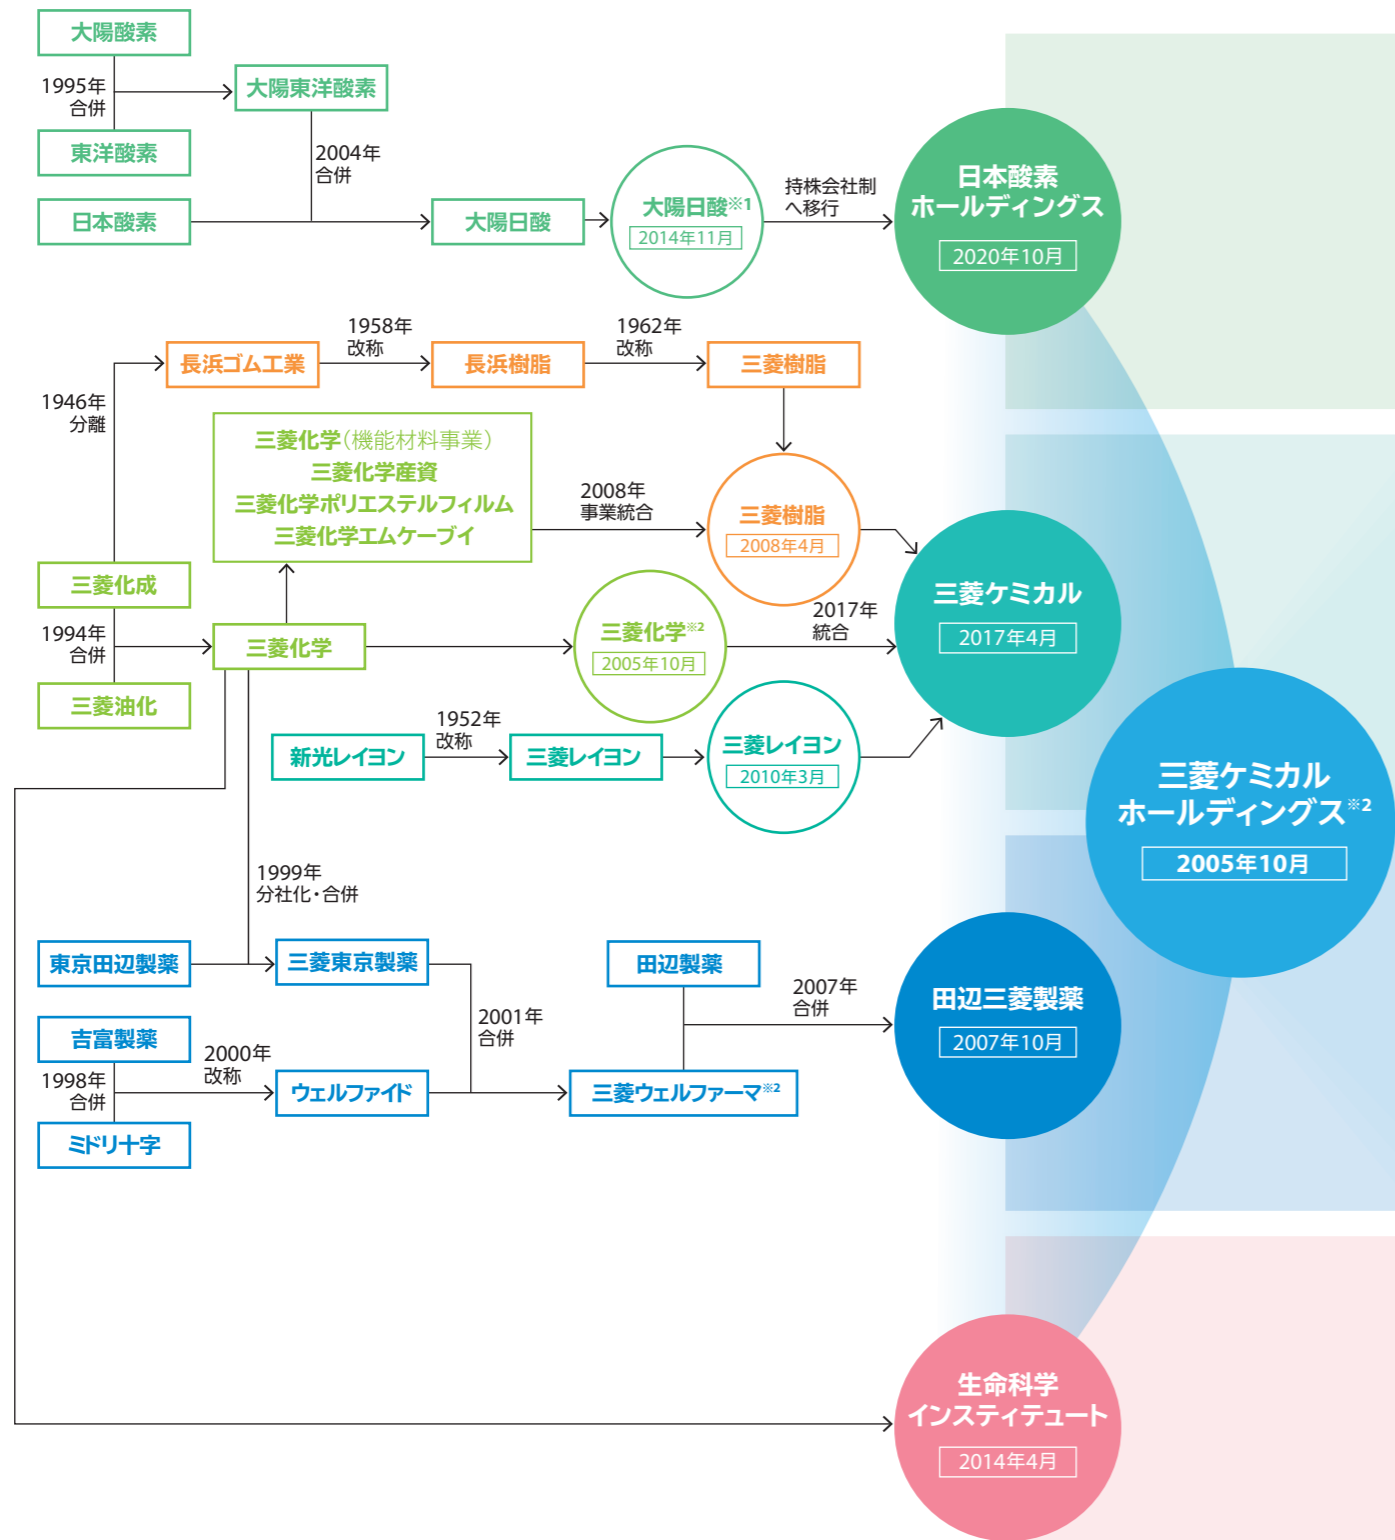 大陽酸素
1995年
合併
東洋酸素
大陽東洋酸素
2004年
合併
日本酸素
大陽日酸
大陽日酸※1
2014年11月
持株会社制
へ移行
日本酸素
ホールディングス
2020年10月
1946年
分離
長浜ゴム工業
1958年
改称
長浜樹脂
1962年
改称
三菱樹脂
三菱化学(機能材料事業)
三菱化学産資
三菱化学ポリエステルフィルム
三菱化学エムケーブイ
2008年
事業統合
三菱樹脂
2008年4月
三菱化成
1994年
合併
三菱油化
三菱化学
三菱化学※2
2005年10月
2017年
統合
三菱ケミカル
2017年4月
新光レイヨン
1952年
改称
三菱レイヨン
三菱レイヨン
2010年3月
三菱ケミカル
ホールディングス※2
2005年10月
1999年
分社化・合併
東京田辺製薬
三菱東京製薬
吉富製薬
1998年
合併
ミドリ十字
2000年
改称
ウェルファイド
2001年
合併
田辺製薬
三菱ウェルファーマ※2
2007年
合併
田辺三菱製薬
2007年10月
生命科学
インスティテュート
2014年4月